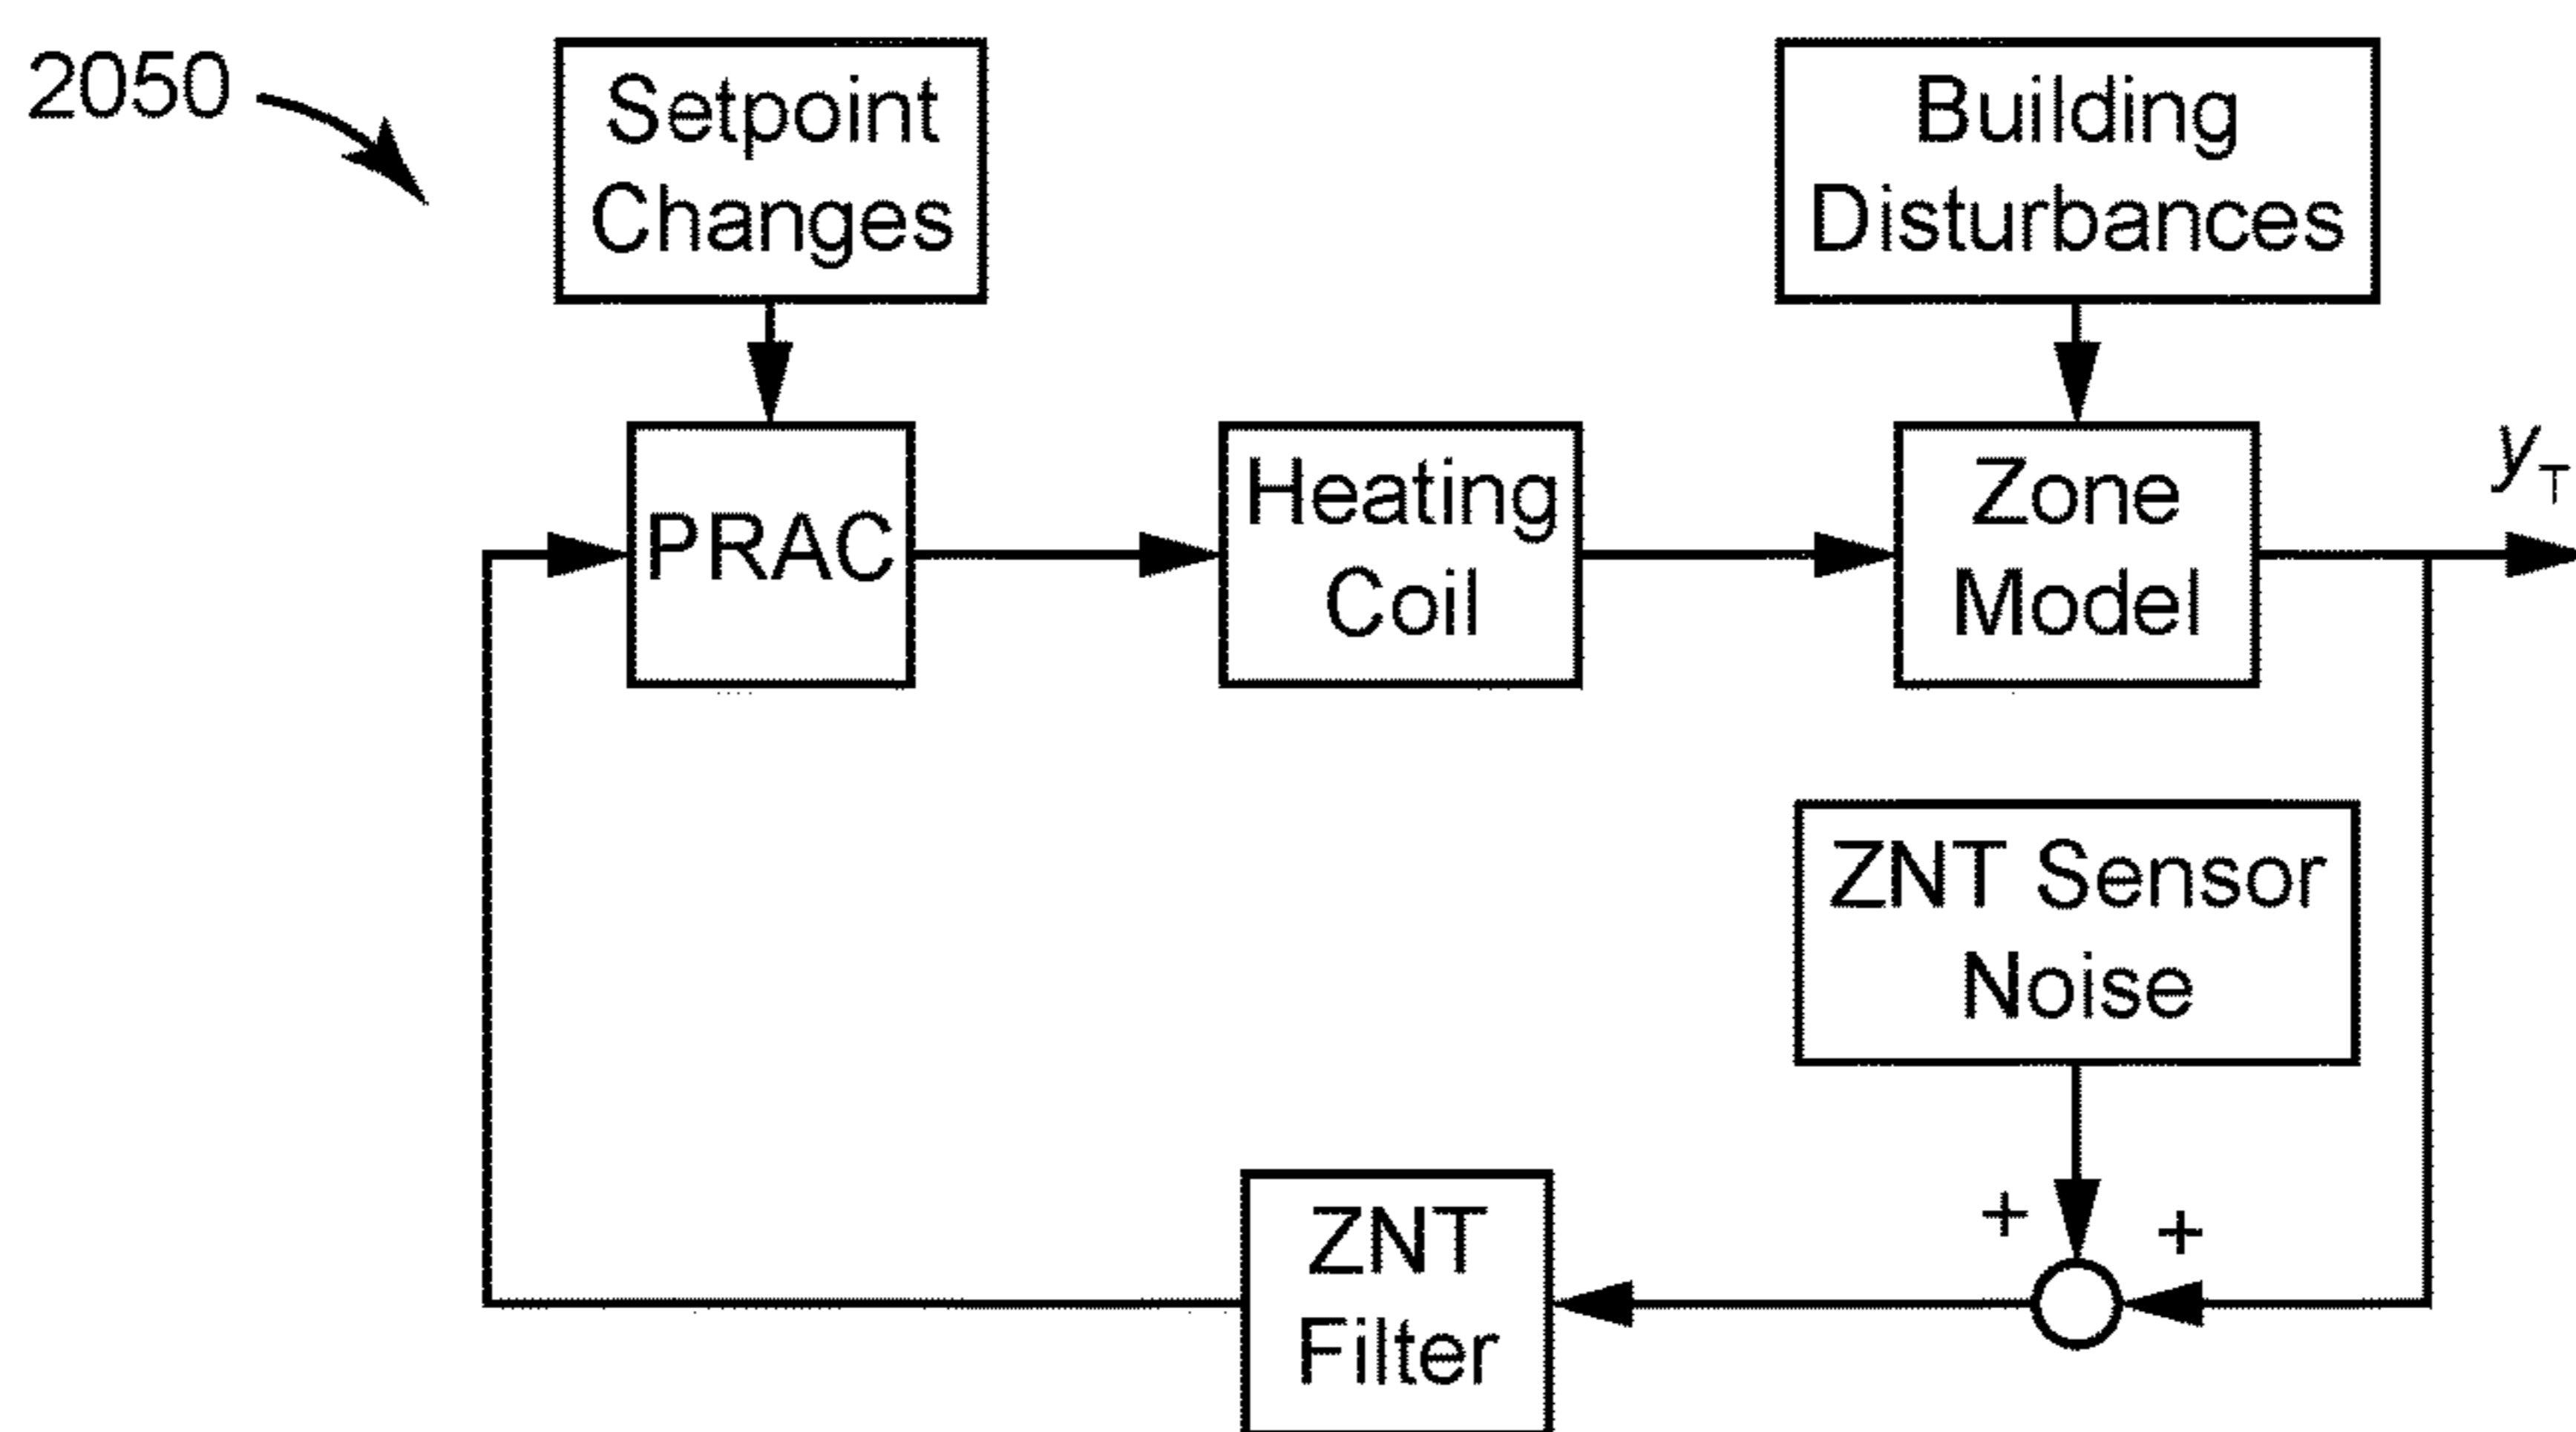 2050
Setpoint
Changes
Building
Disturbances
PRAC
Heating
Coil
Zone
Model
yT
ZNT Sensor
Noise
+
+
ZNT
Filter